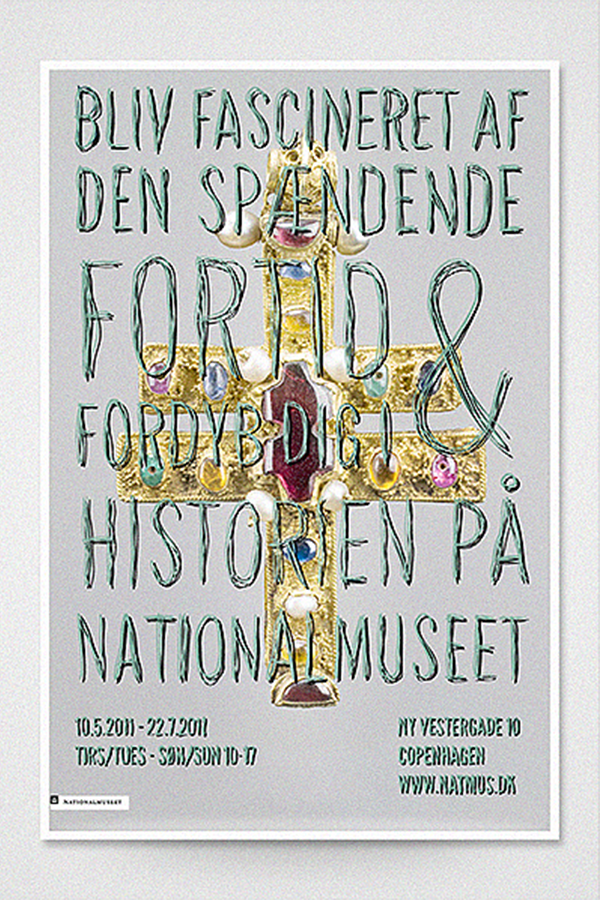 BLIV FASCINERET AF
DEN SPÆNDENDE
FORTID &
FORDYB DIG I
HISTORIEN PÅ
NATIONALMUSEET
10.5.2011 - 22.7.2011
TIRS/TUES - SØN/SUN 10-17
NY VESTERGADE 10
COPENHAGEN
WWW.NATMUS.DK
NATIONALMUSEET